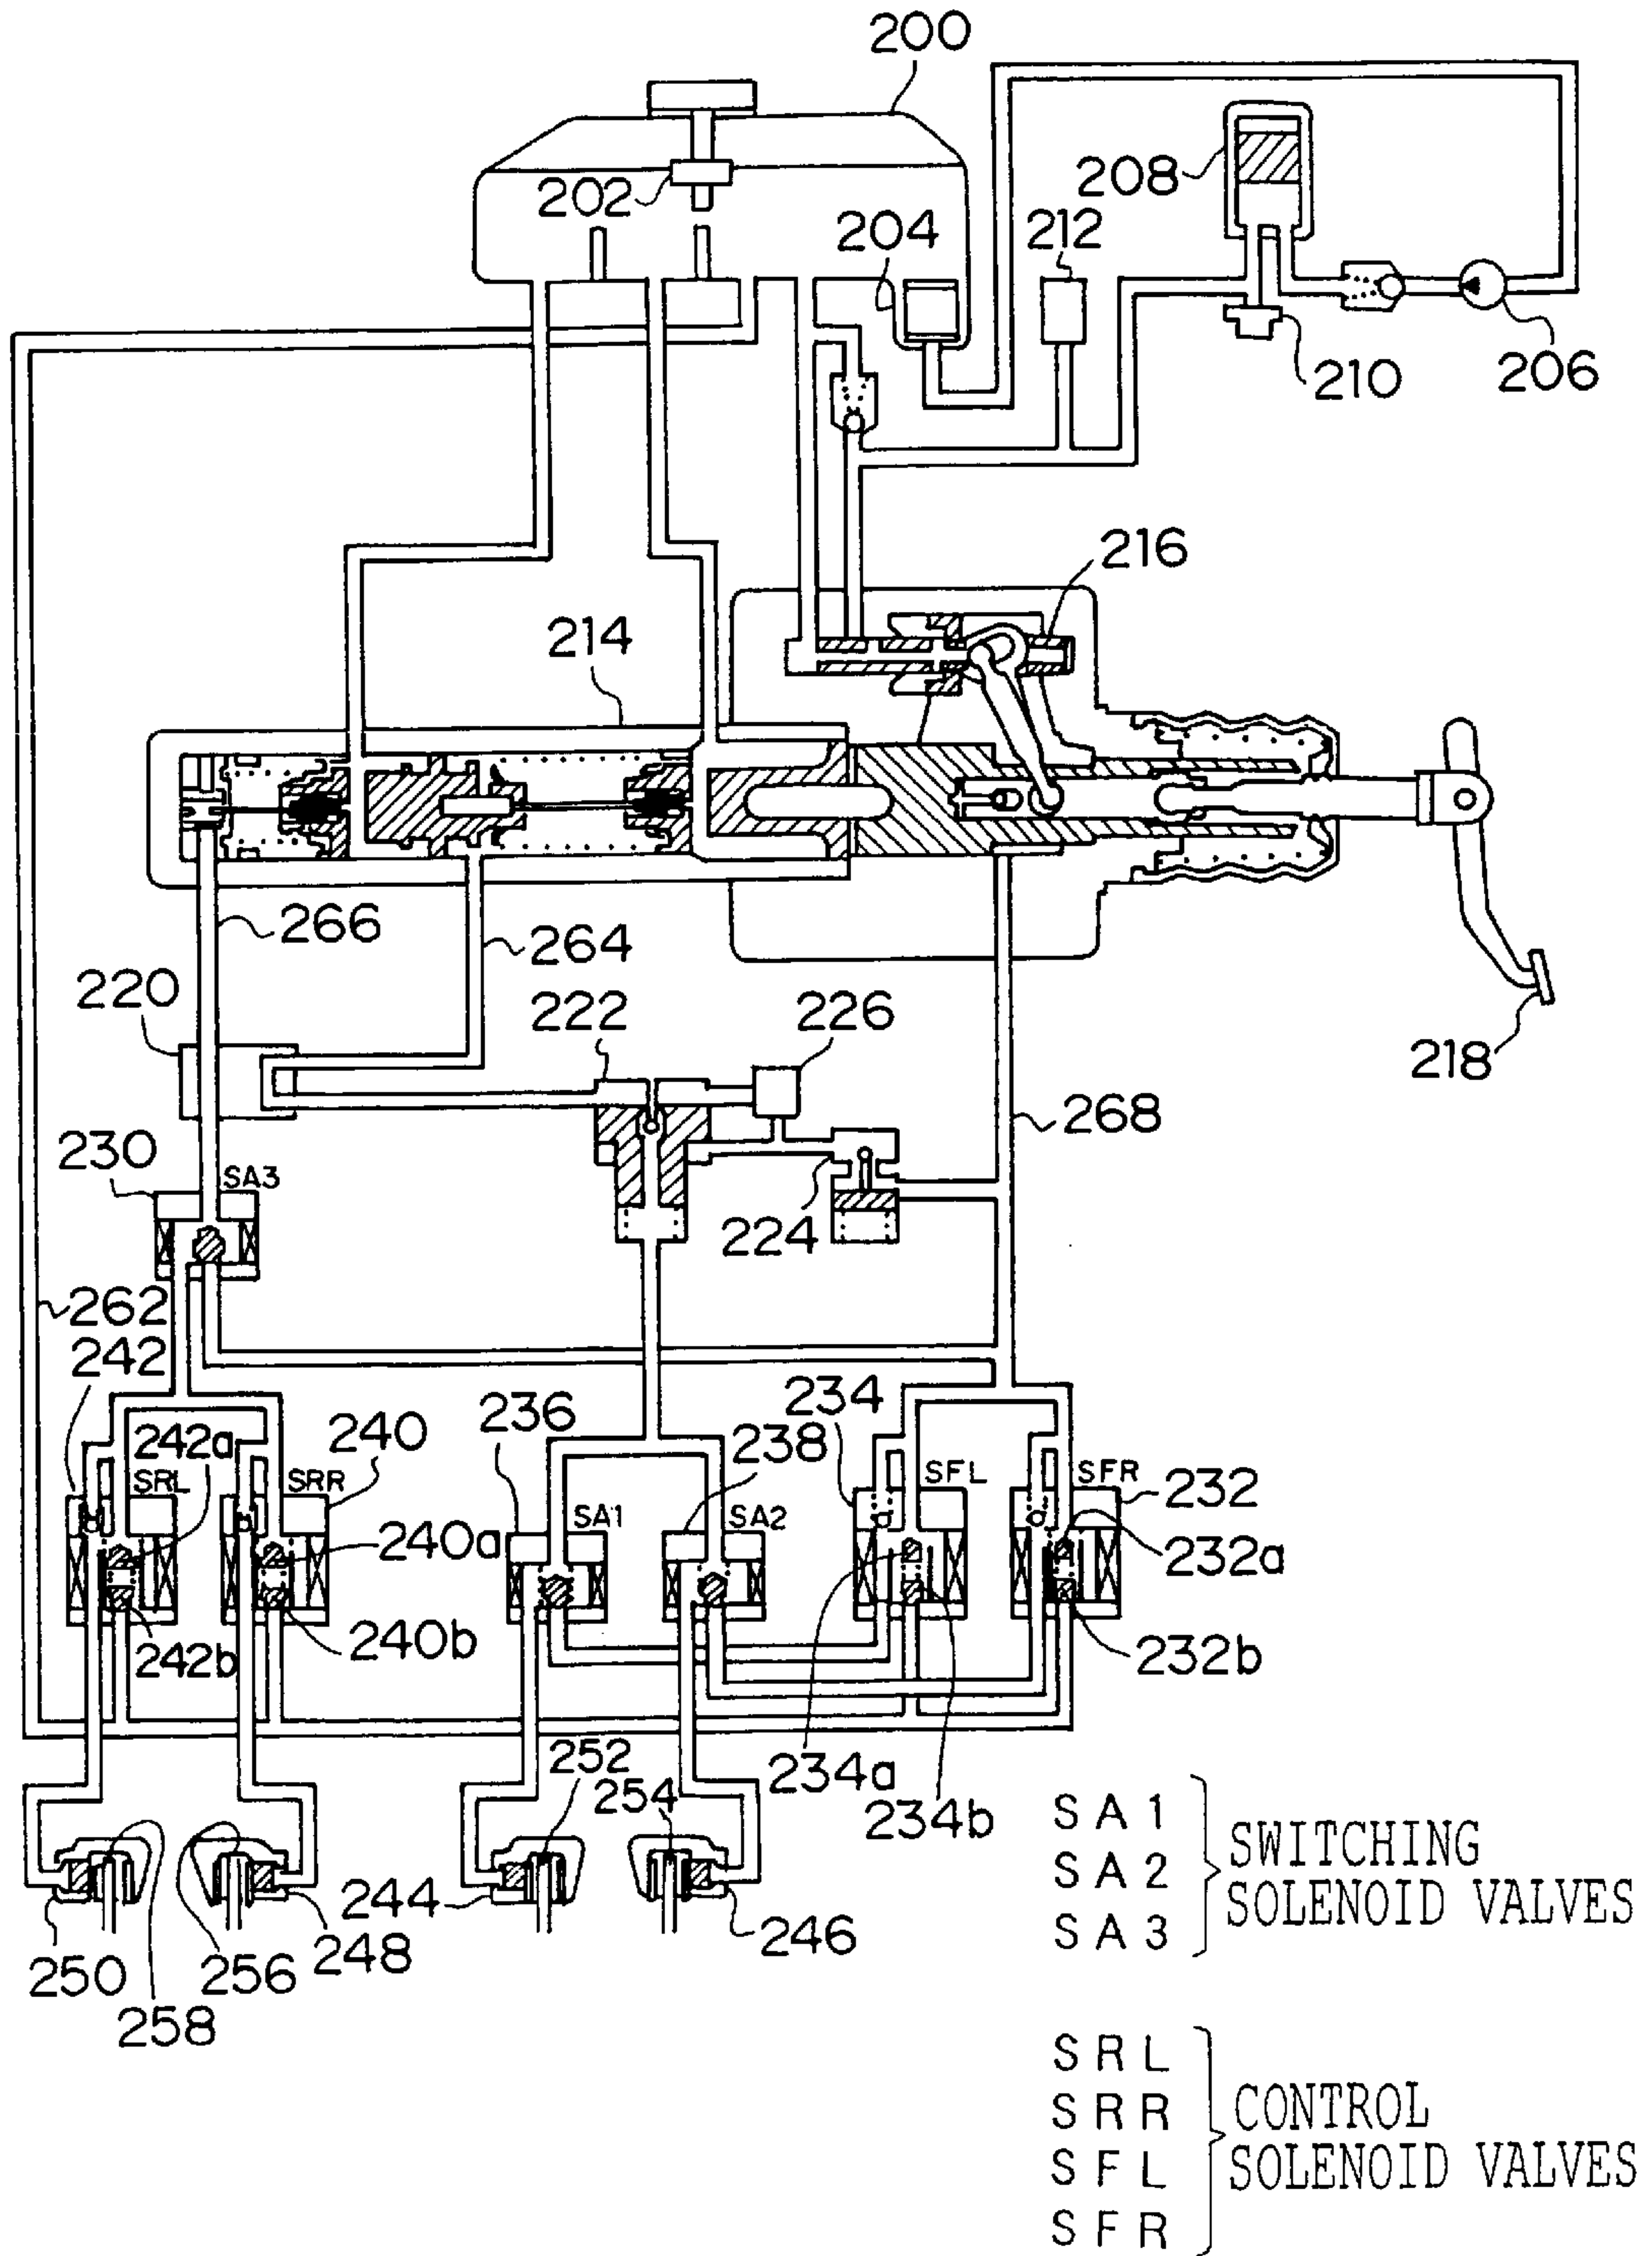 200
202
204
208
212
210
206
216
214
266
264
220
222
226
218
268
230
SA3
224
262
242
242a
240
236
238
234
SRL
SRR
SA1
SA2
SFL
SFR
232
240a
232a
242b
240b
232b
252
254
234a
234b
244
246
250
256
248
258
SA1
SA2
SA3
SWITCHING
SOLENOID VALVES
SRL
SRR
SFL
SFR
CONTROL
SOLENOID VALVES